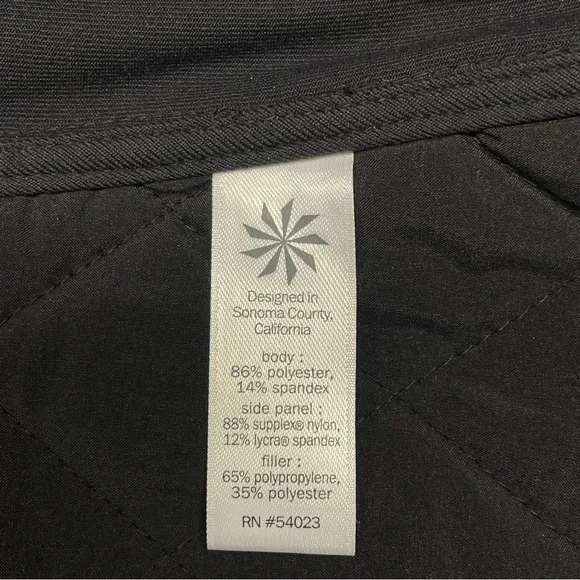 Designed in
Sonoma County,
California
body :
86% polyester,
14% spandex
side panel :
88% supplex® nylon,
12% lycra® spandex
filler :
65% polypropylene,
35% polyester
RN #54023